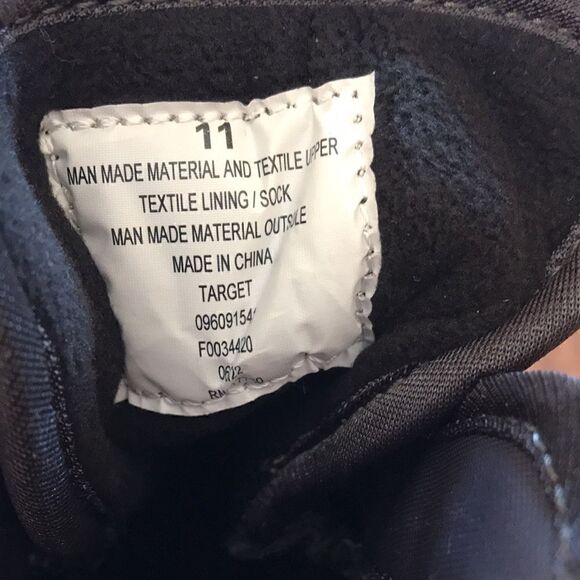 11
MAN MADE MATERIAL AND TEXTILE UPPER
TEXTILE LINING / SOCK
MAN MADE MATERIAL OUTSOLE
MADE IN CHINA
TARGET
F0034420